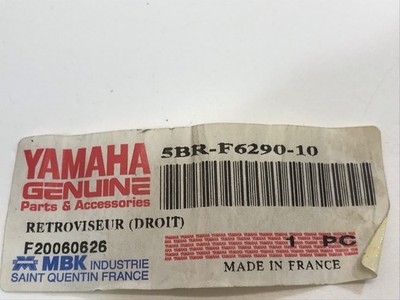 YAMAHA
GENUINE
Parts & Accessories
5BR-F6290-10
RETROVISEUR (DROIT)
F20060626
1 PC
MBK INDUSTRIE
SAINT QUENTIN FRANCE
MADE IN FRANCE